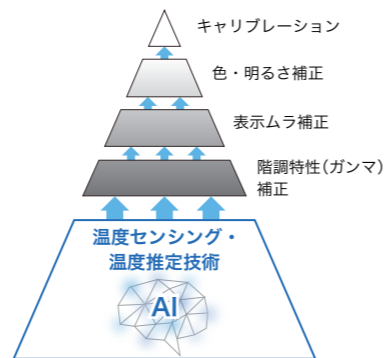 キャリブレーション
色・明るさ補正
表示ムラ補正
階調特性(ガンマ)
補正
温度センシング・
温度推定技術
AI